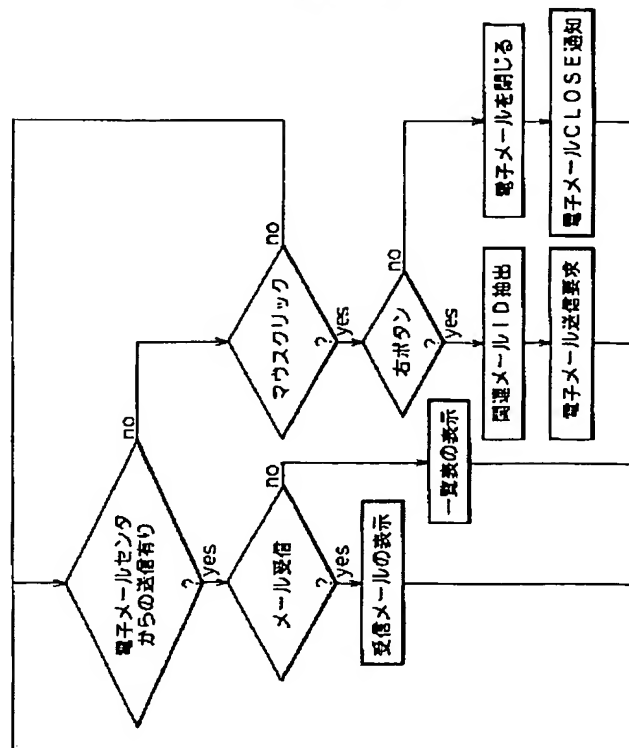 電子メールセンタ
からの送信有り
?
no
yes
メール受信
?
no
yes
受信メールの表示
一覧表の表示
マウスクリック
?
no
yes
右ボタン
?
no
yes
関連メールID抽出
電子メール送信要求
電子メールを閉じる
電子メールCLOSE通知